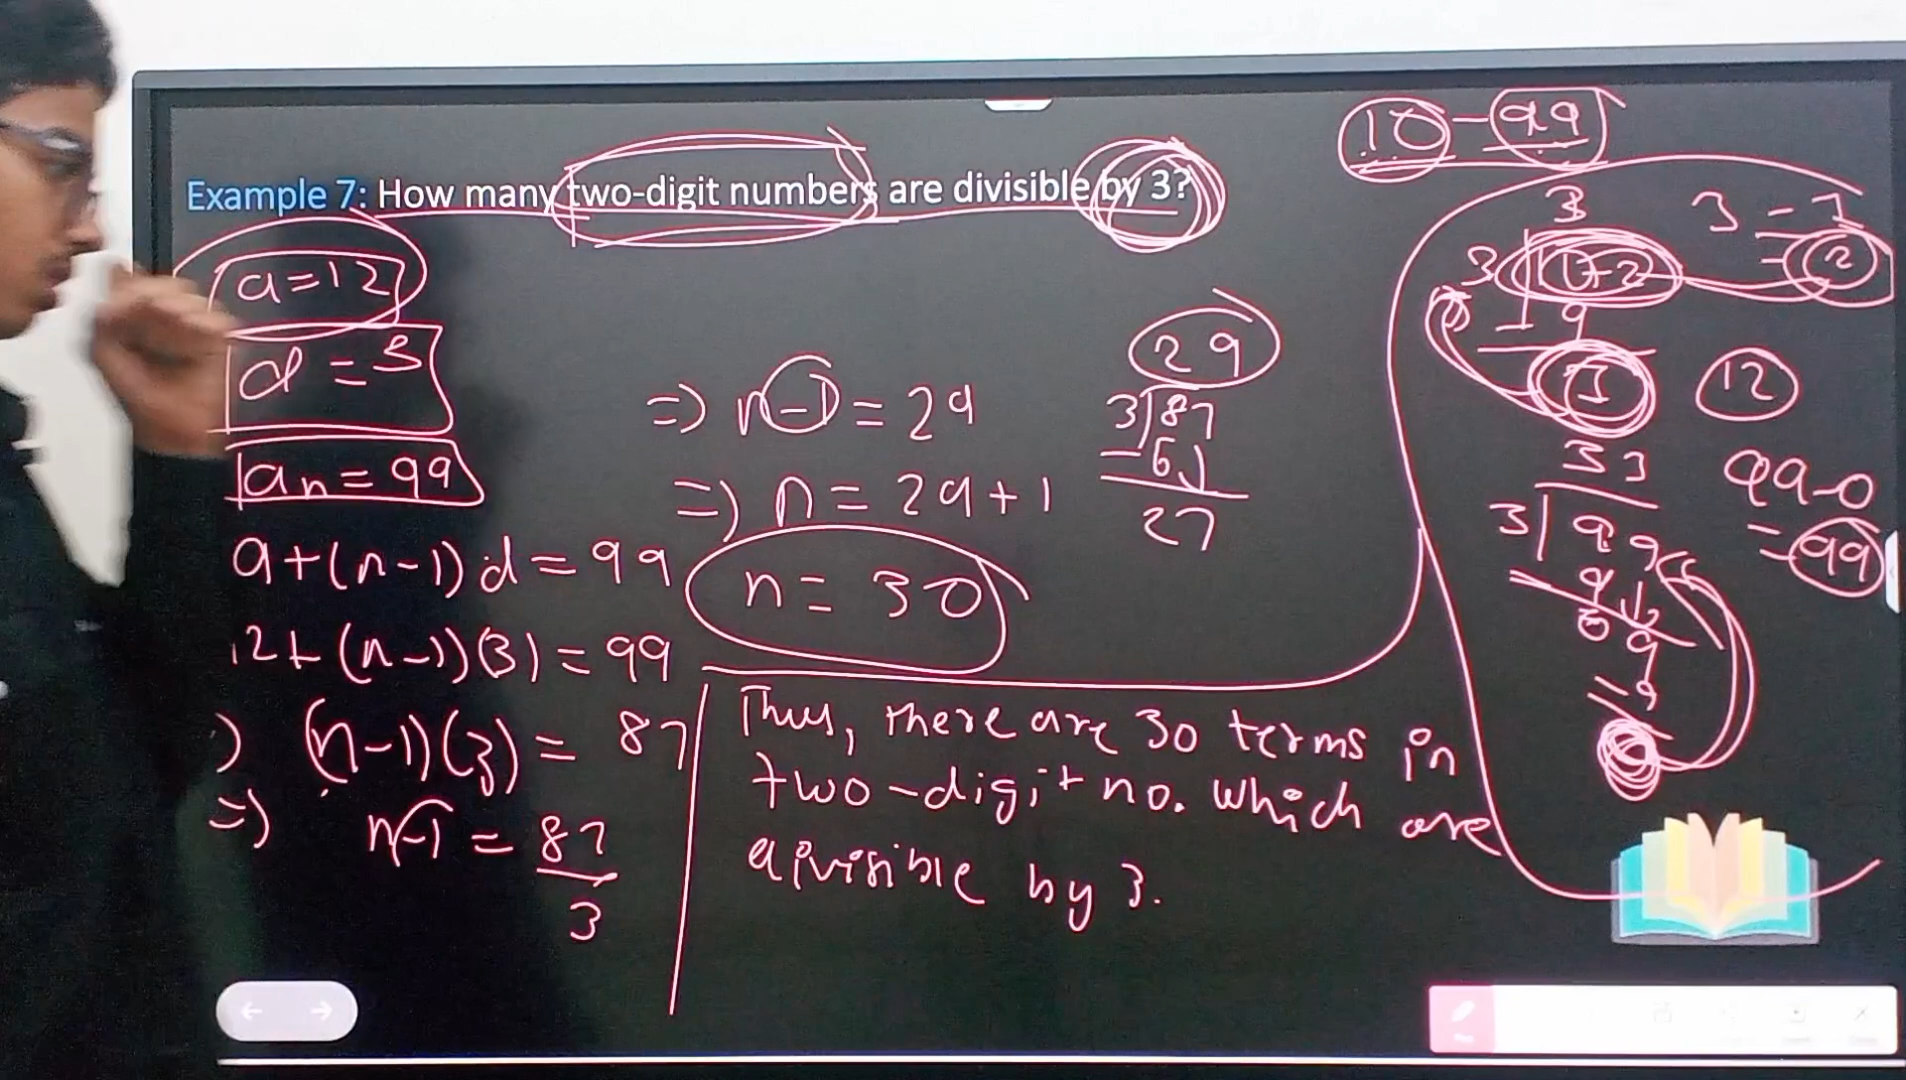 10-99
Example 7: How many two-digit numbers are divisible by 3?
a=12
d=3
an=99
a+(n-1)d=99
12+(n-1)(3)=99
) (n-1)(3)= 87
=) n-1 = 87
3
=) n-1=29
=) n=29+1
n= 30
29
3)87
-6↓
27
Thus, there are 30 terms in
two-digit no. which are
divisible by 3.
3
3-1
=2
3
-9
12
33
3|99
9↓
09
-9
99-0
=99